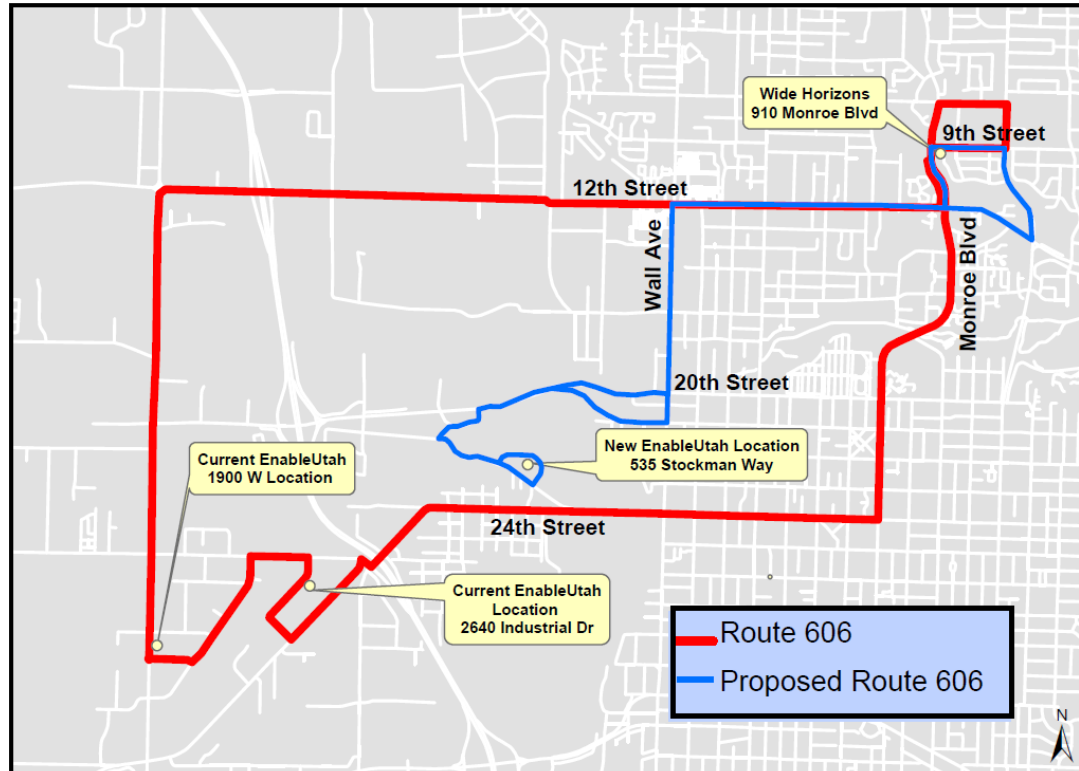 Wide Horizons
910 Monroe Blvd
9th Street
12th Street
Wall Ave
Monroe Blvd
20th Street
New EnableUtah Location
535 Stockman Way
Current EnableUtah
1900 W Location
24th Street
Current EnableUtah
Location
2640 Industrial Dr
Route 606
Proposed Route 606
N